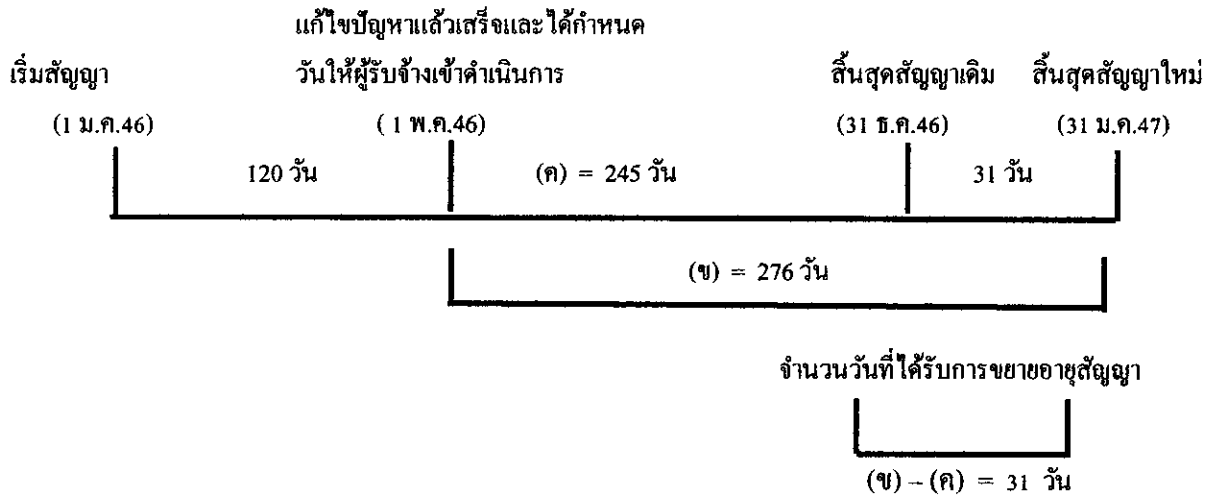 แก้ไขปัญหาแล้วเสร็จและได้กำหนด
เริ่มสัญญา วันให้ผู้รับจ้างเข้าดำเนินการ สิ้นสุดสัญญาเดิม สิ้นสุดสัญญาใหม่
(1 ม.ค.46) ( 1 พ.ค.46) (31 ธ.ค.46) (31 ม.ค.47)
120 วัน (ค) = 245 วัน 31 วัน
(ข) = 276 วัน
จำนวนวันที่ได้รับการขยายอายุสัญญา
(ข) – (ค) = 31 วัน